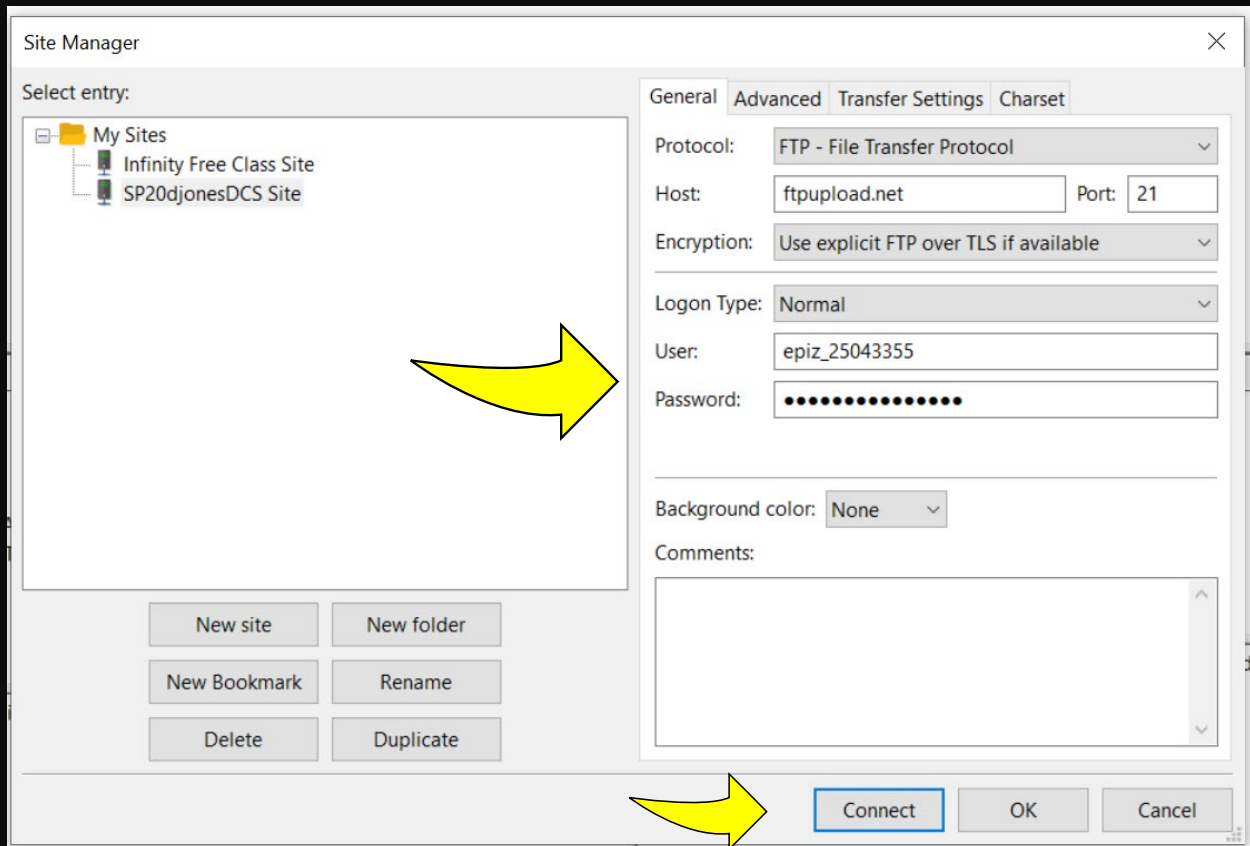 Site Manager
Select entry:
My Sites
Infinity Free Class Site
SP20djonesDCS Site
New site New folder
New Bookmark Rename
Delete Duplicate
General Advanced Transfer Settings Charset
Protocol: FTP - File Transfer Protocol
Host: ftpupload.net Port: 21
Encryption: Use explicit FTP over TLS if available
Logon Type: Normal
User: epiz_25043355
Password: ●●●●●●●●●●●●●●●
Background color: None
Comments:
Connect OK Cancel